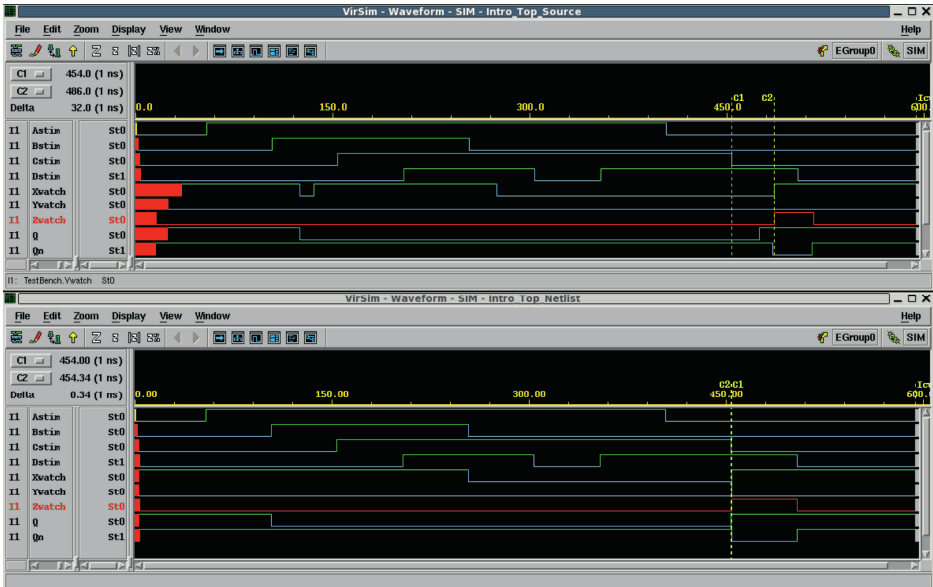 VirSim - Waveform - SIM - Intro_Top_Source
File Edit Zoom Display View Window Help
EGroup0 SIM
C1 454.0 (1 ns)
C2 486.0 (1 ns)
Delta 32.0 (1 ns)
C1 C2
0.0 150.0 300.0 450.0 600.
I1 Astim St0
I1 Bstim St0
I1 Cstim St0
I1 Dstim St1
I1 Xwatch St0
I1 Ywatch St0
I1 Zwatch St0
I1 Q St0
I1 Qn St1
I1: TestBench.Ywatch St0
VirSim - Waveform - SIM - Intro_Top_Netlist
File Edit Zoom Display View Window Help
EGroup0 SIM
C1 454.00 (1 ns)
C2 454.34 (1 ns)
Delta 0.34 (1 ns)
C2 C1
0.00 150.00 300.00 450.00 600.
I1 Astim St0
I1 Bstim St0
I1 Cstim St0
I1 Dstim St1
I1 Xwatch St0
I1 Ywatch St0
I1 Zwatch St0
I1 Q St0
I1 Qn St1